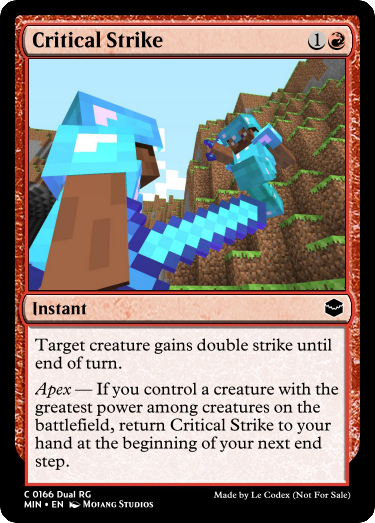 Critical Strike
1
Instant
Target creature gains double strike until
end of turn.
Apex — If you control a creature with the
greatest power among creatures on the
battlefield, return Critical Strike to your
hand at the beginning of your next end
step.
C 0166 Dual RG
MIN • EN Mojang Studios
Made by Le Codex (Not For Sale)